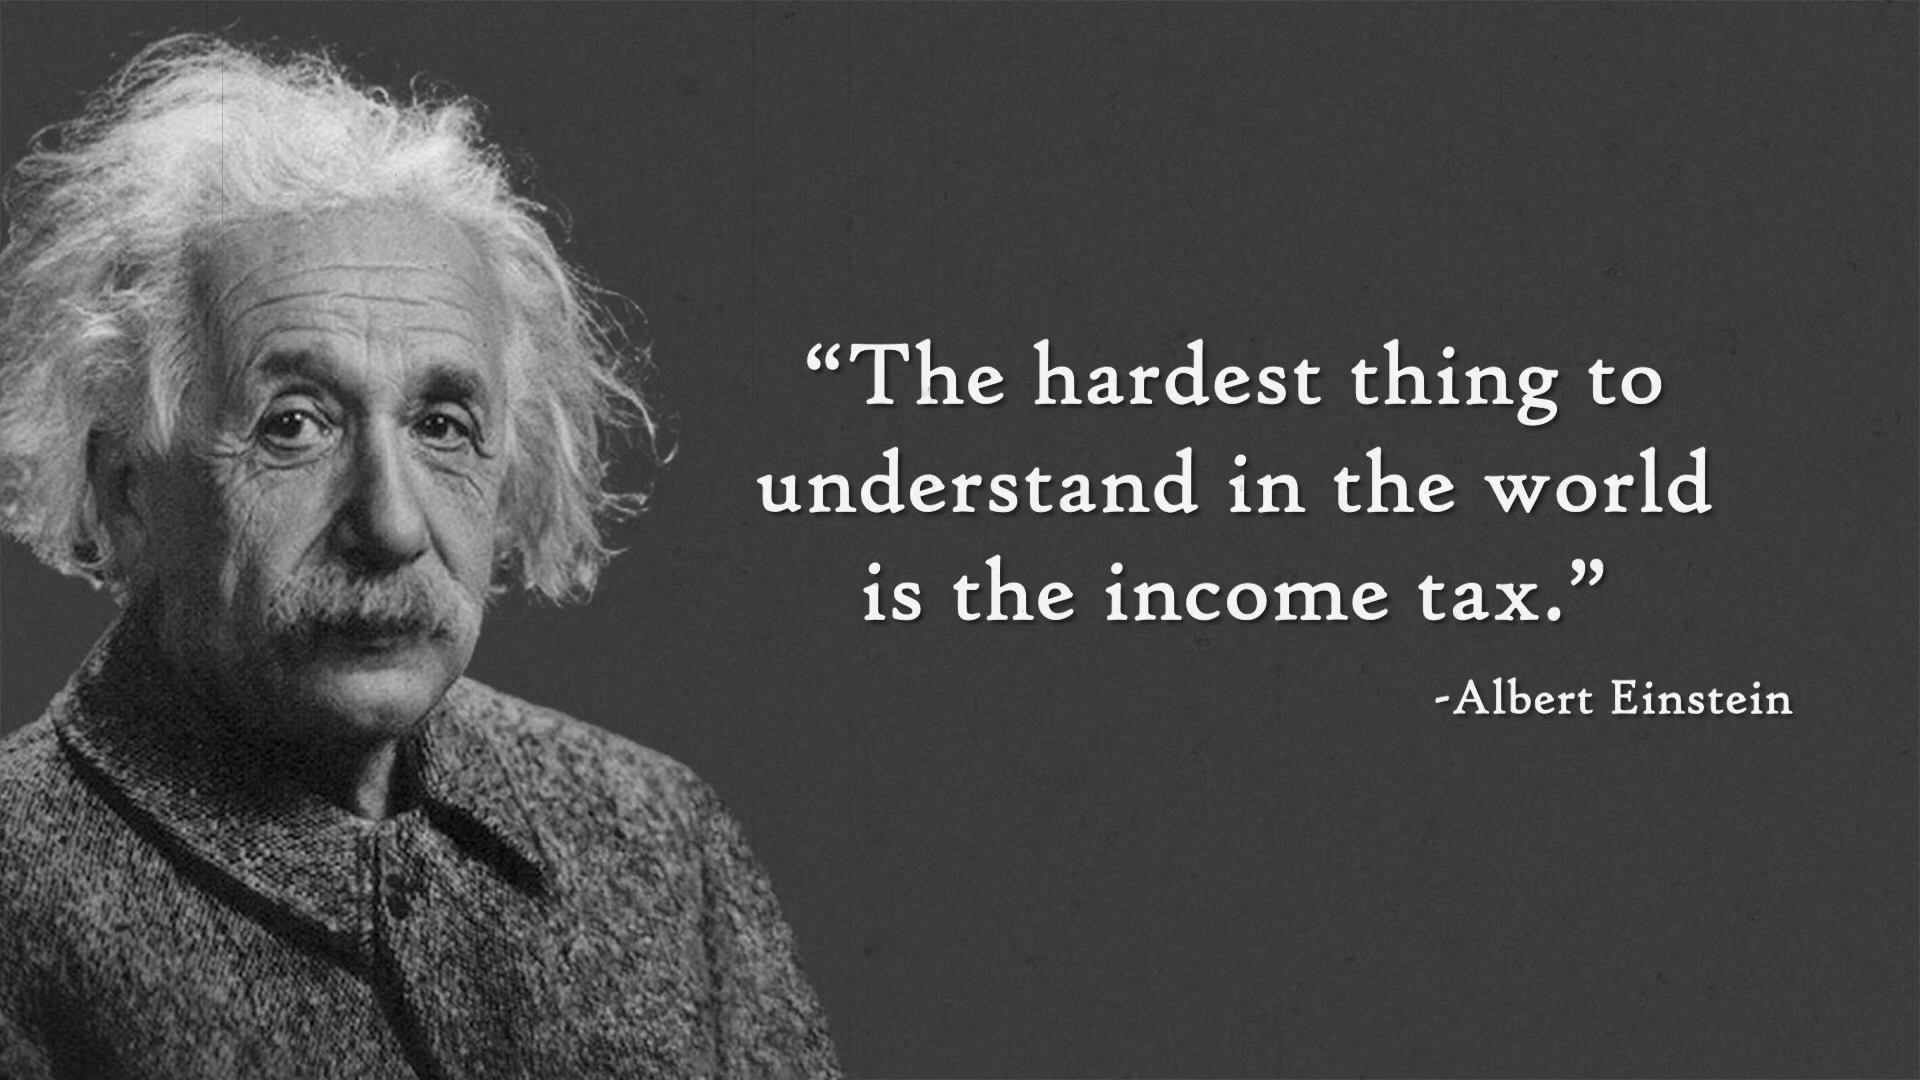 “The hardest thing to
understand in the world
is the income tax.”
-Albert Einstein